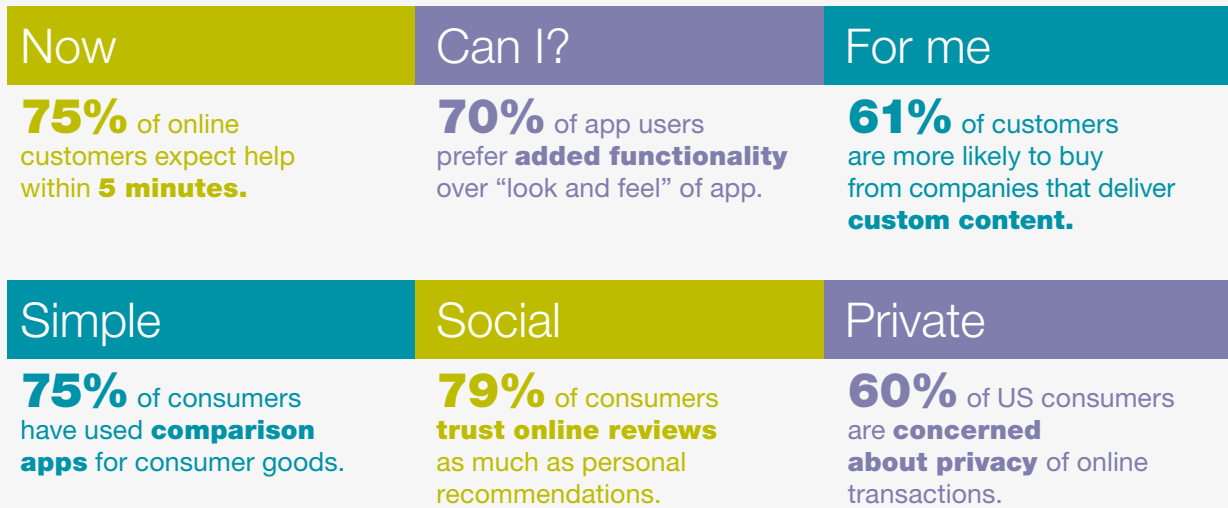 Now
75% of online
customers expect help
within 5 minutes.
Can I?
70% of app users
prefer added functionality
over “look and feel” of app.
For me
61% of customers
are more likely to buy
from companies that deliver
custom content.
Simple
75% of consumers
have used comparison
apps for consumer goods.
Social
79% of consumers
trust online reviews
as much as personal
recommendations.
Private
60% of US consumers
are concerned
about privacy of online
transactions.